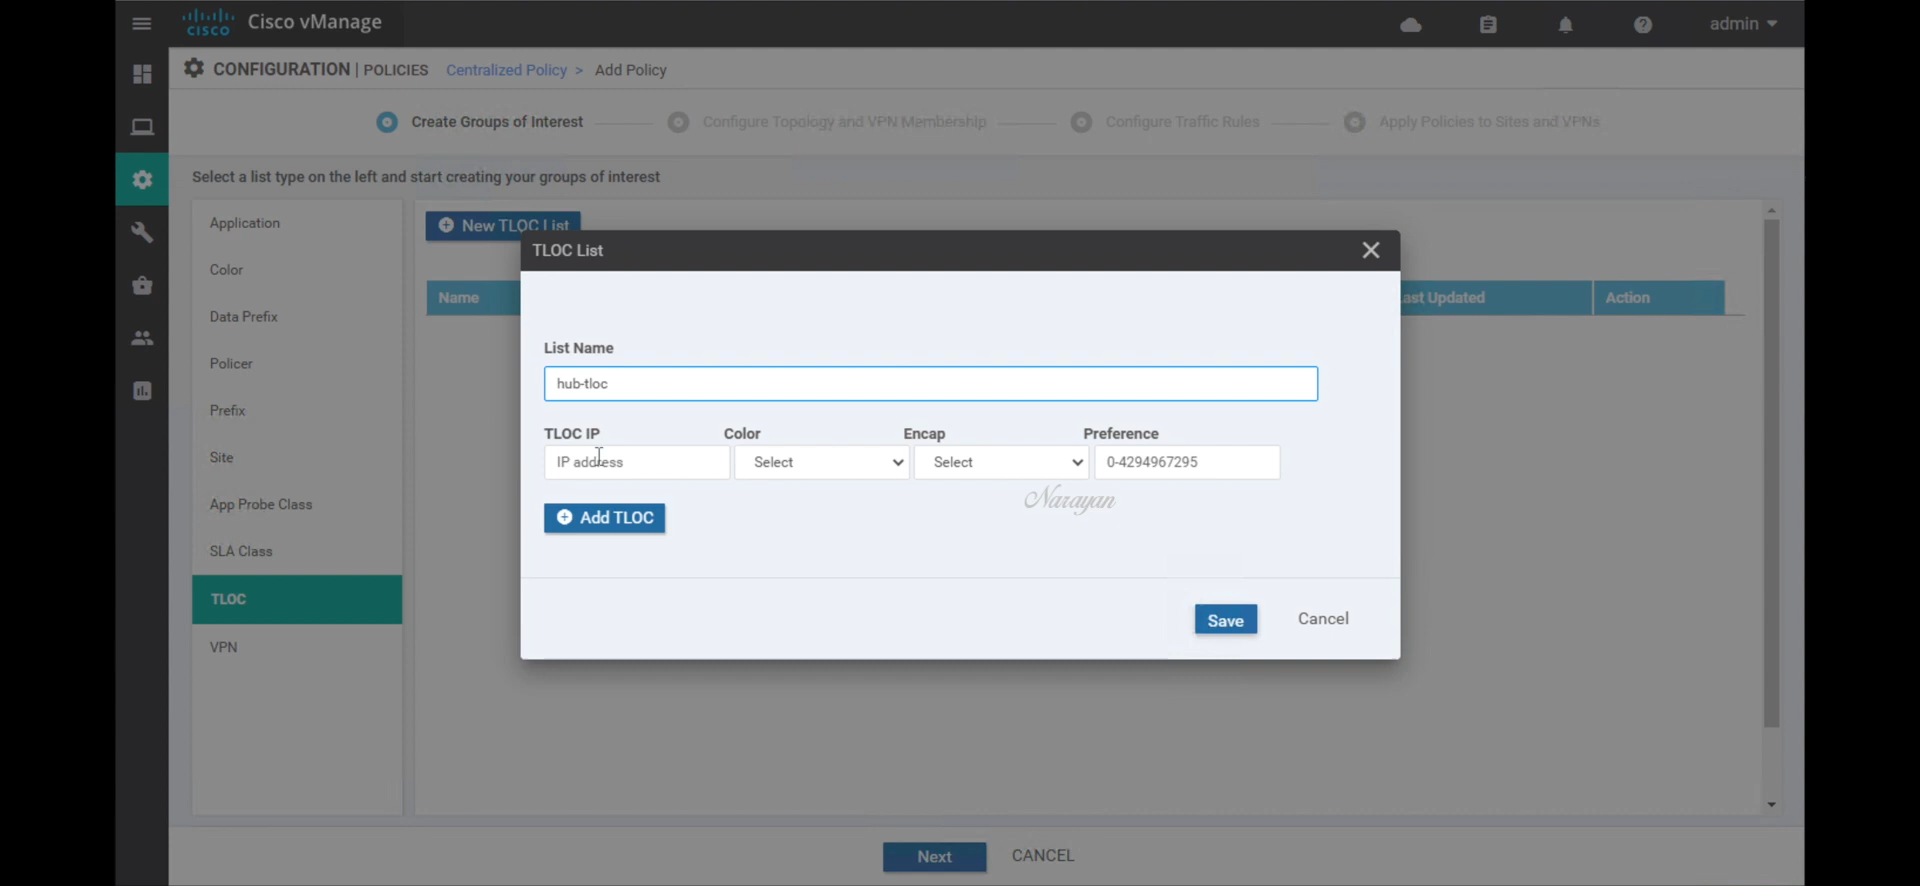 cisco Cisco vManage
admin
CONFIGURATION | POLICIES Centralized Policy > Add Policy
Create Groups of Interest Configure Topology and VPN Membership Configure Traffic Rules Apply Policies to Sites and VPNs
Select a list type on the left and start creating your groups of interest
Application
Color
Data Prefix
Policer
Prefix
Site
App Probe Class
SLA Class
TLOC
VPN
New TLOC List
Name Last Updated Action
TLOC List
List Name
hub-tloc
TLOC IP Color Encap Preference
IP address Select Select 0-4294967295
Narayan
Add TLOC
Save Cancel
Next CANCEL